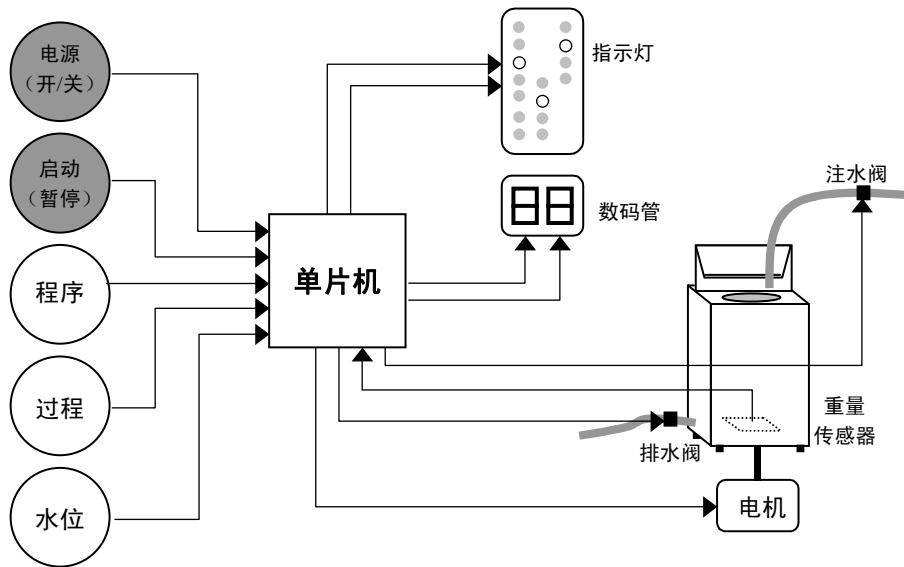 电源
（开/关）
启动
（暂停）
程序
过程
水位
单片机
指示灯
88
数码管
注水阀
重量
传感器
排水阀
电机